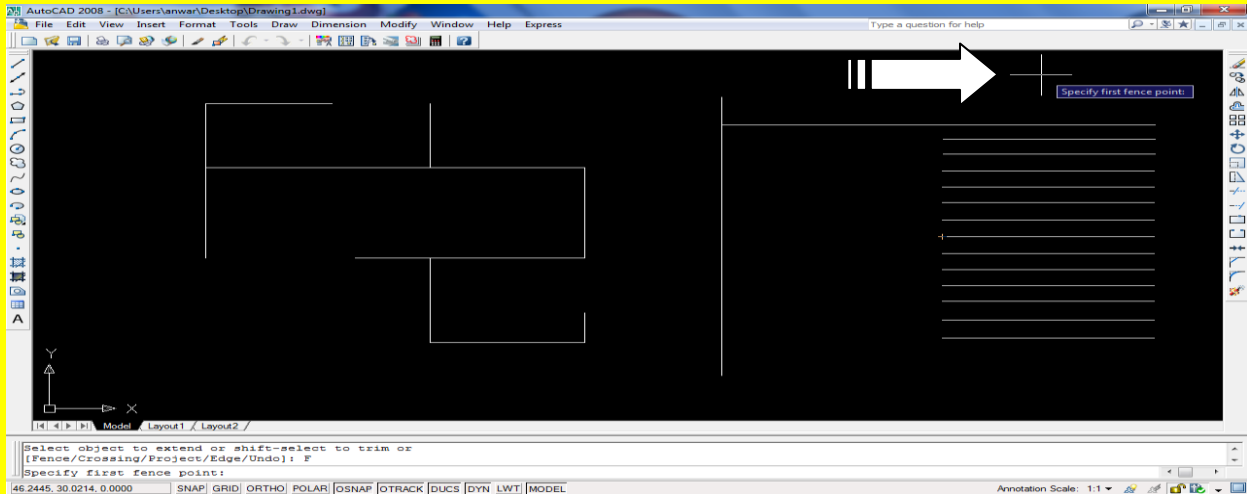 AutoCAD 2008 - [C:\Users\anwar\Desktop\Drawing1.dwg]
File Edit View Insert Format Tools Draw Dimension Modify Window Help Express
Type a question for help
Specify first fence point:
A
Y
X
Model Layout1 Layout2
Select object to extend or shift-select to trim or
[Fence/Crossing/Project/Edge/Undo]: F
Specify first fence point:
46.2445, 30.0214, 0.0000 SNAP GRID ORTHO POLAR OSNAP OTRACK DUCS DYN LWT MODEL Annotation Scale: 1:1